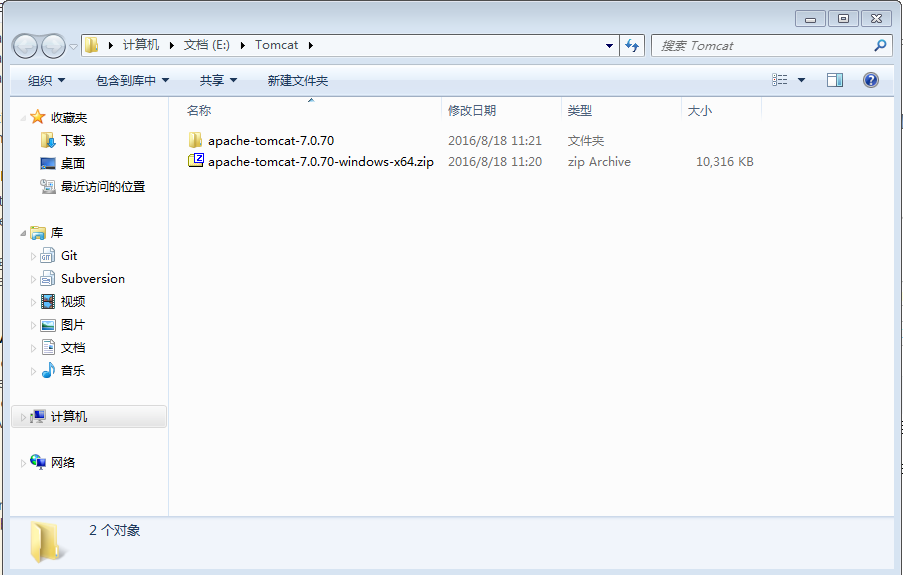 计算机 文档 (E:) Tomcat
搜索 Tomcat
组织 包含到库中 共享 新建文件夹
收藏夹
下载
桌面
最近访问的位置
库
Git
Subversion
视频
图片
文档
音乐
计算机
网络
名称 修改日期 类型 大小
apache-tomcat-7.0.70 2016/8/18 11:21 文件夹
apache-tomcat-7.0.70-windows-x64.zip 2016/8/18 11:20 zip Archive 10,316 KB
2 个对象